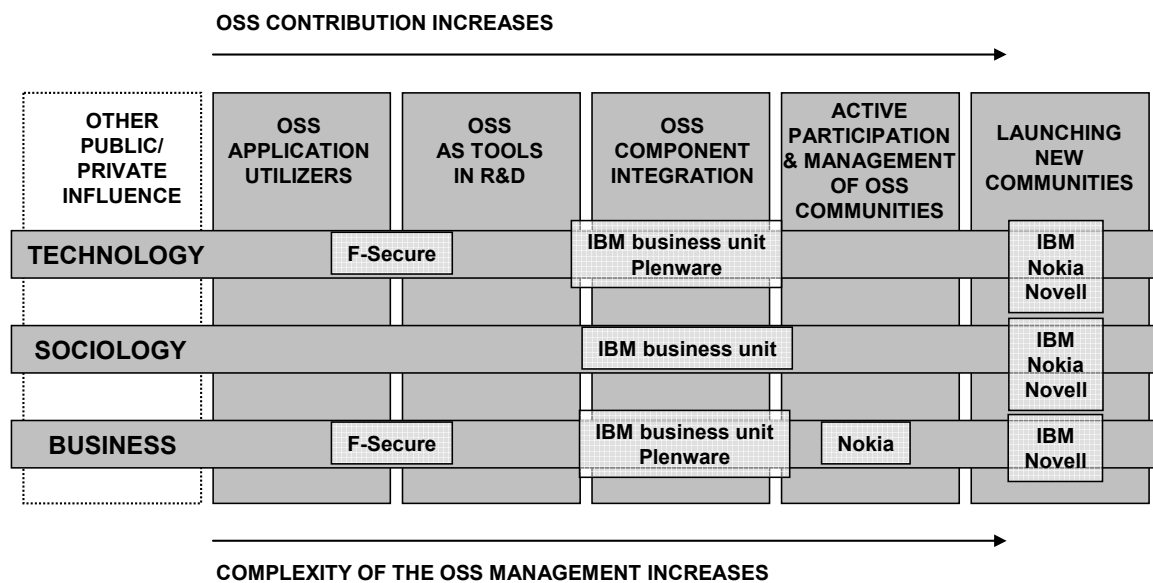 OSS CONTRIBUTION INCREASES
OTHER
PUBLIC/
PRIVATE
INFLUENCE
OSS
APPLICATION
UTILIZERS
OSS
AS TOOLS
IN R&D
OSS
COMPONENT
INTEGRATION
ACTIVE
PARTICIPATION
& MANAGEMENT
OF OSS
COMMUNITIES
LAUNCHING
NEW
COMMUNITIES
TECHNOLOGY
F-Secure
IBM business unit
Plenware
IBM
Nokia
Novell
SOCIOLOGY
IBM business unit
IBM
Nokia
Novell
BUSINESS
F-Secure
IBM business unit
Plenware
Nokia
IBM
Novell
COMPLEXITY OF THE OSS MANAGEMENT INCREASES